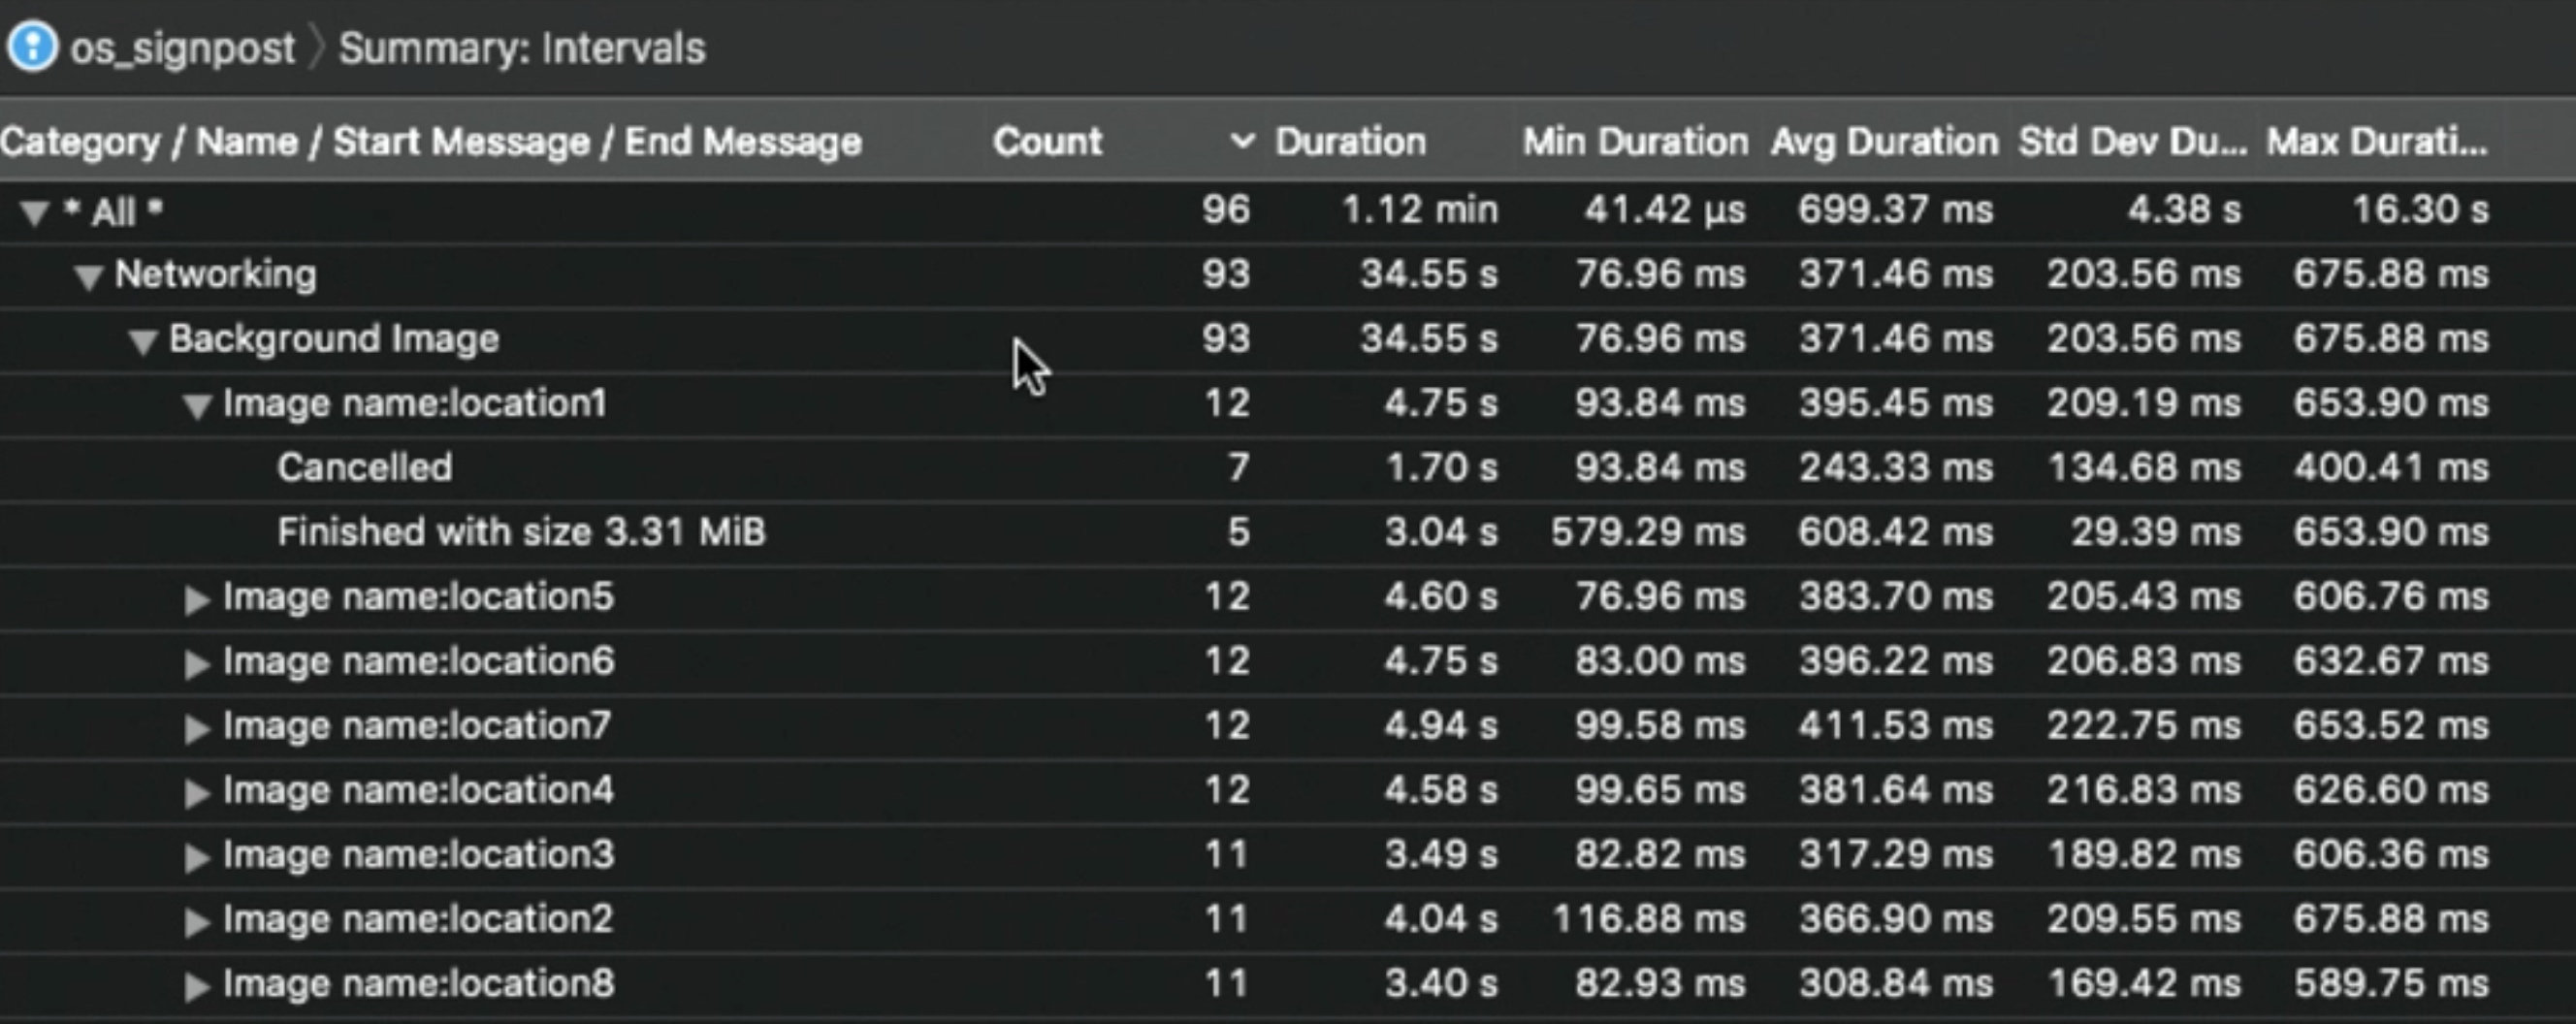 os_signpost 〉Summary: Intervals
Category / Name / Start Message / End Message Count Duration Min Duration Avg Duration Std Dev Du... Max Durati...
* All * 96 1.12 min 41.42 µs 699.37 ms 4.38 s 16.30 s
Networking 93 34.55 s 76.96 ms 371.46 ms 203.56 ms 675.88 ms
Background Image 93 34.55 s 76.96 ms 371.46 ms 203.56 ms 675.88 ms
Image name:location1 12 4.75 s 93.84 ms 395.45 ms 209.19 ms 653.90 ms
Cancelled 7 1.70 s 93.84 ms 243.33 ms 134.68 ms 400.41 ms
Finished with size 3.31 MiB 5 3.04 s 579.29 ms 608.42 ms 29.39 ms 653.90 ms
Image name:location5 12 4.60 s 76.96 ms 383.70 ms 205.43 ms 606.76 ms
Image name:location6 12 4.75 s 83.00 ms 396.22 ms 206.83 ms 632.67 ms
Image name:location7 12 4.94 s 99.58 ms 411.53 ms 222.75 ms 653.52 ms
Image name:location4 12 4.58 s 99.65 ms 381.64 ms 216.83 ms 626.60 ms
Image name:location3 11 3.49 s 82.82 ms 317.29 ms 189.82 ms 606.36 ms
Image name:location2 11 4.04 s 116.88 ms 366.90 ms 209.55 ms 675.88 ms
Image name:location8 11 3.40 s 82.93 ms 308.84 ms 169.42 ms 589.75 ms